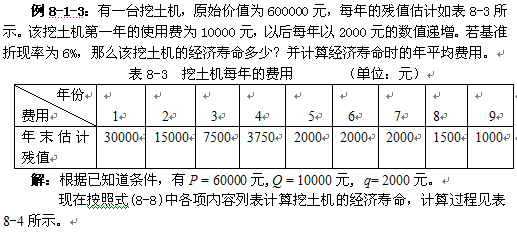 例8-1-3：有一台挖土机，原始价值为 600000 元，每年的残值估计如表 8-3 所
示。该挖土机第一年的使用费为 10000 元，以后每年以 2000 元的数值递增。若基准
折现率为 6%，那么该挖土机的经济寿命多少？并计算经济寿命时的年平均费用。
表 8-3 挖土机每年的费用 （单位：元）
年份
费用 1 2 3 4 5 6 7 8 9
年末估计残值 30000 15000 7500 3750 2000 2000 2000 1500 1000
解：根据已知道条件，有 P = 60000 元, Q = 10000 元, q= 2000 元。
现在按照式(8-8)中各项内容列表计算挖土机的经济寿命，计算过程见表
8-4 所示。